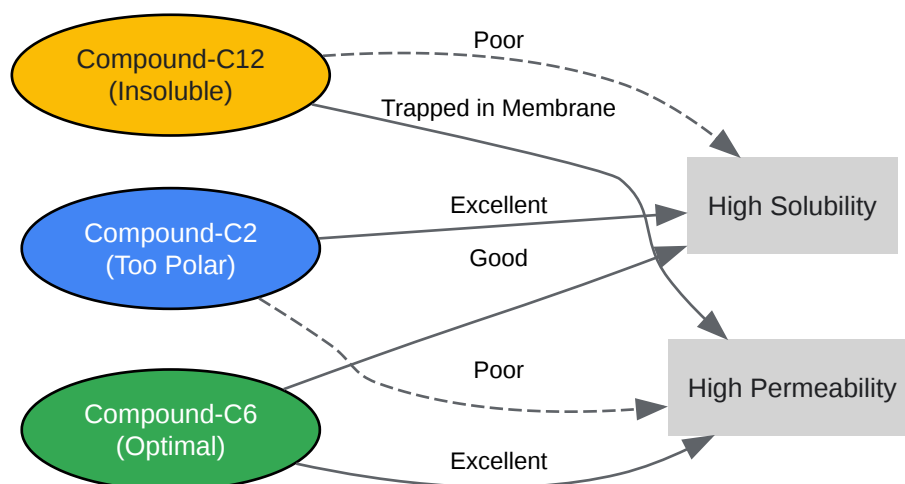 Compound-C12
(Insoluble)
Poor
Trapped in Membrane
High Solubility
Compound-C2
(Too Polar)
Excellent
Good
Poor
High Permeability
Compound-C6
(Optimal)
Excellent